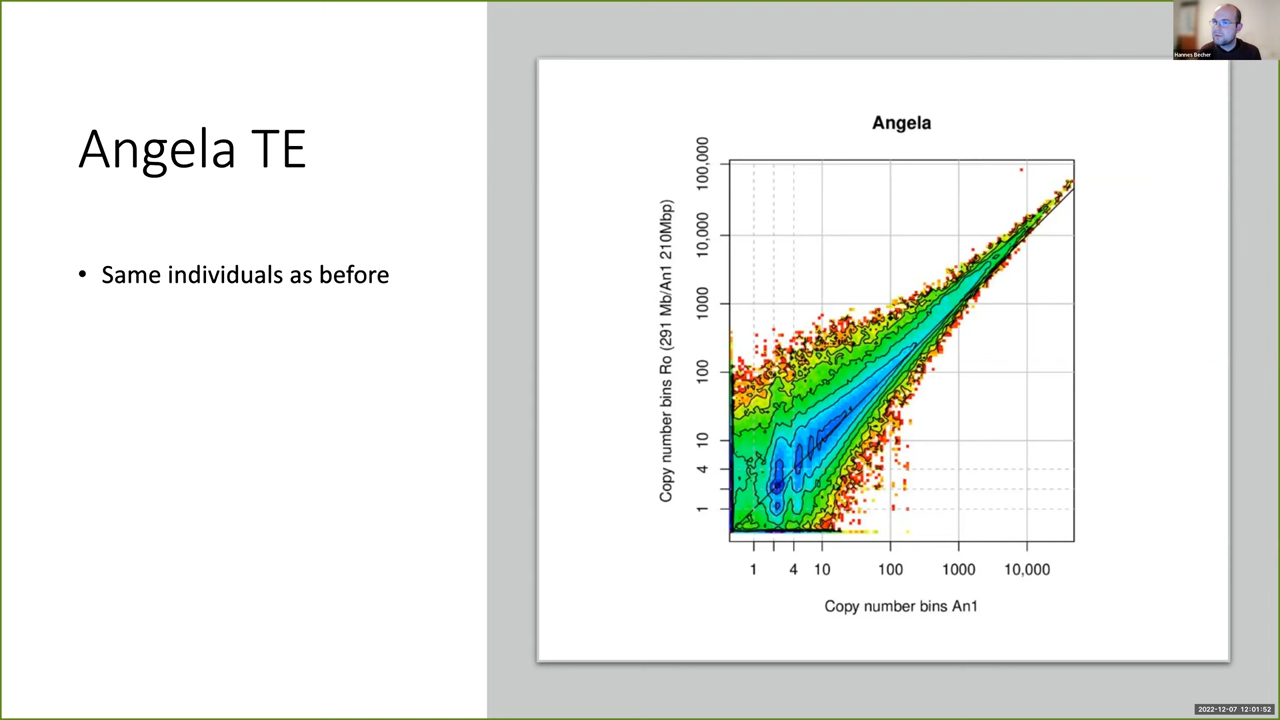 Angela TE
• Same individuals as before
Angela
Copy number bins Ro (291 Mb/An1 210Mbp)
100,000
10,000
1000
100
10
4
1
1
4
10
100
1000
10,000
Copy number bins An1
Hannes Becher
2022-12-07 12:01:52